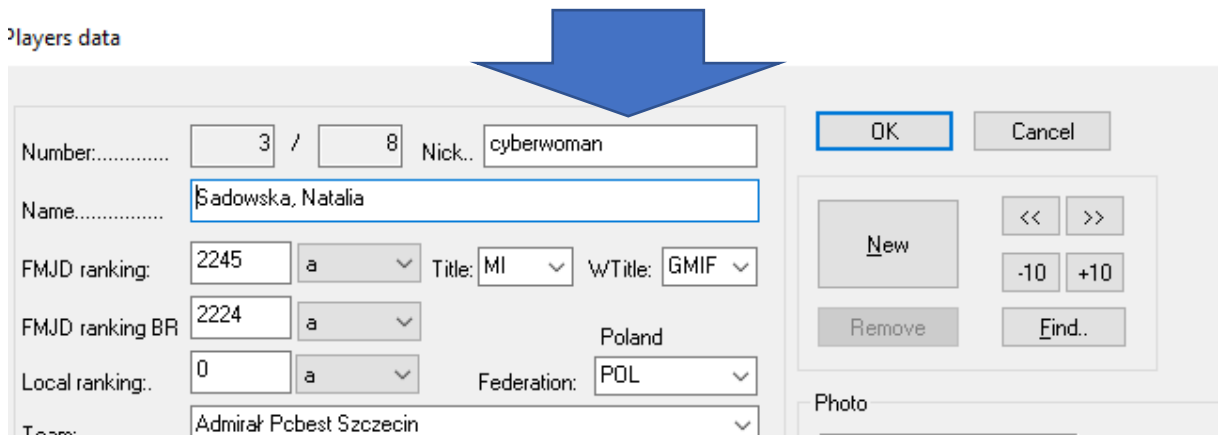 Players data
Number:............. 3 / 8 Nick.. cyberwoman
OK Cancel
Name................ Sadowska, Natalia
<< >>
New
FMJD ranking: 2245 a Title: MI WTitle: GMIF
-10 +10
FMJD ranking BR 2224 a
Poland
Remove Find..
Local ranking:. 0 a Federation: POL
Photo
Team: Admirał Pcbest Szczecin